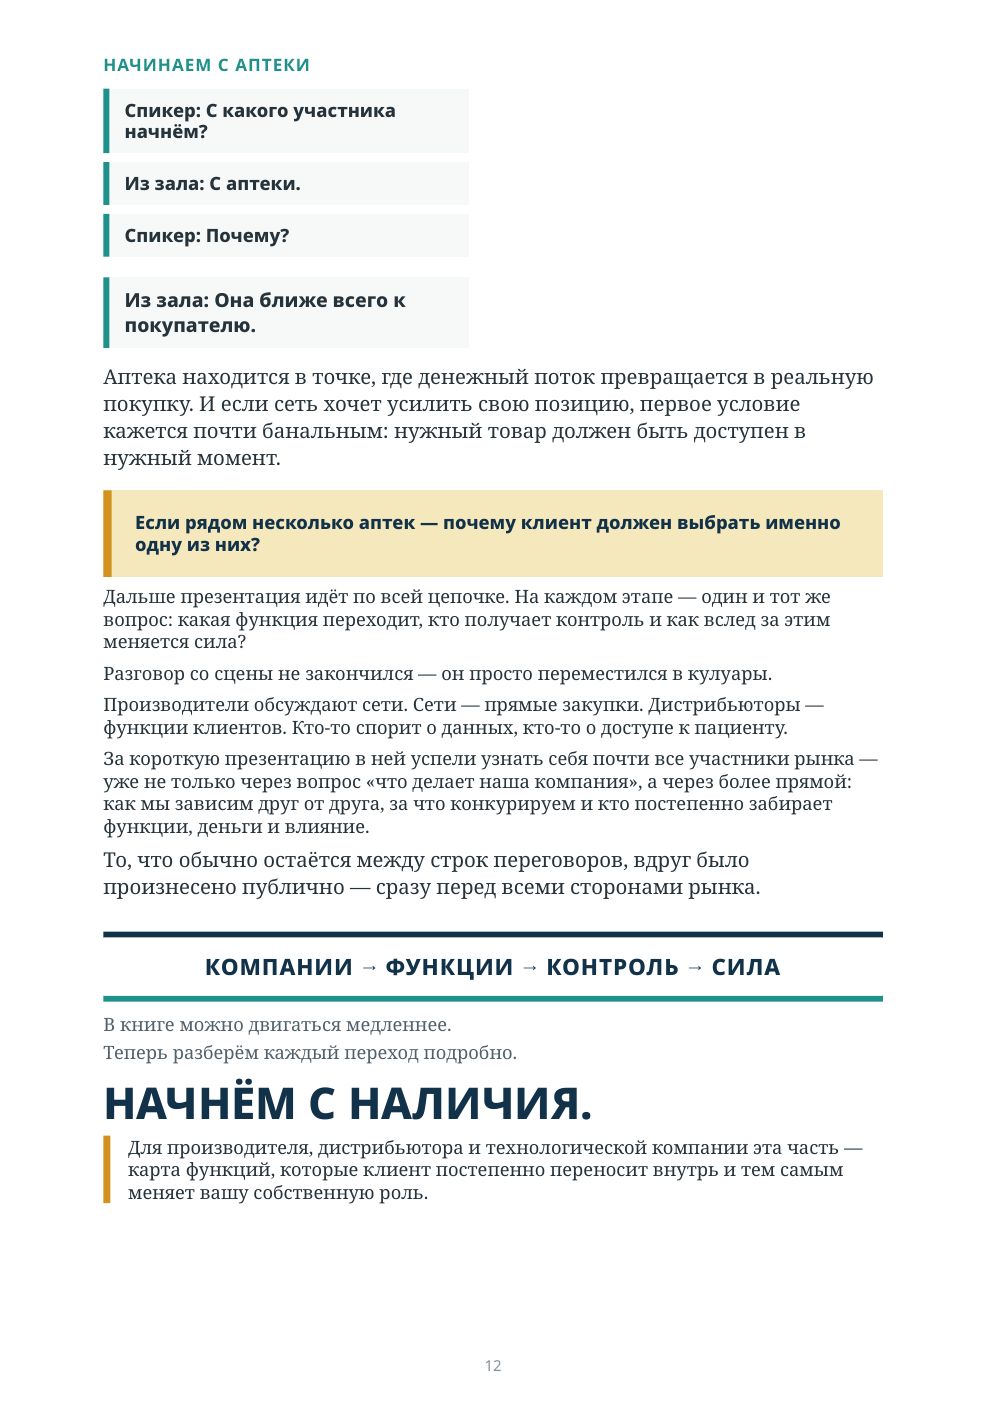 НАЧИНАЕМ С АПТЕКИ
Спикер: С какого участника
начнём?
Из зала: С аптеки.
Спикер: Почему?
Из зала: Она ближе всего к
покупателю.
Аптека находится в точке, где денежный поток превращается в реальную
покупку. И если сеть хочет усилить свою позицию, первое условие
кажется почти банальным: нужный товар должен быть доступен в
нужный момент.
Если рядом несколько аптек — почему клиент должен выбрать именно
одну из них?
Дальше презентация идёт по всей цепочке. На каждом этапе — один и тот же
вопрос: какая функция переходит, кто получает контроль и как вслед за этим
меняется сила?
Разговор со сцены не закончился — он просто переместился в кулуары.
Производители обсуждают сети. Сети — прямые закупки. Дистрибьюторы —
функции клиентов. Кто-то спорит о данных, кто-то о доступе к пациенту.
За короткую презентацию в ней успели узнать себя почти все участники рынка —
уже не только через вопрос «что делает наша компания», а через более прямой:
как мы зависим друг от друга, за что конкурируем и кто постепенно забирает
функции, деньги и влияние.
То, что обычно остаётся между строк переговоров, вдруг было
произнесено публично — сразу перед всеми сторонами рынка.
КОМПАНИИ → ФУНКЦИИ → КОНТРОЛЬ → СИЛА
В книге можно двигаться медленнее.
Теперь разберём каждый переход подробно.
НАЧНЁМ С НАЛИЧИЯ.
Для производителя, дистрибьютора и технологической компании эта часть —
карта функций, которые клиент постепенно переносит внутрь и тем самым
меняет вашу собственную роль.
12